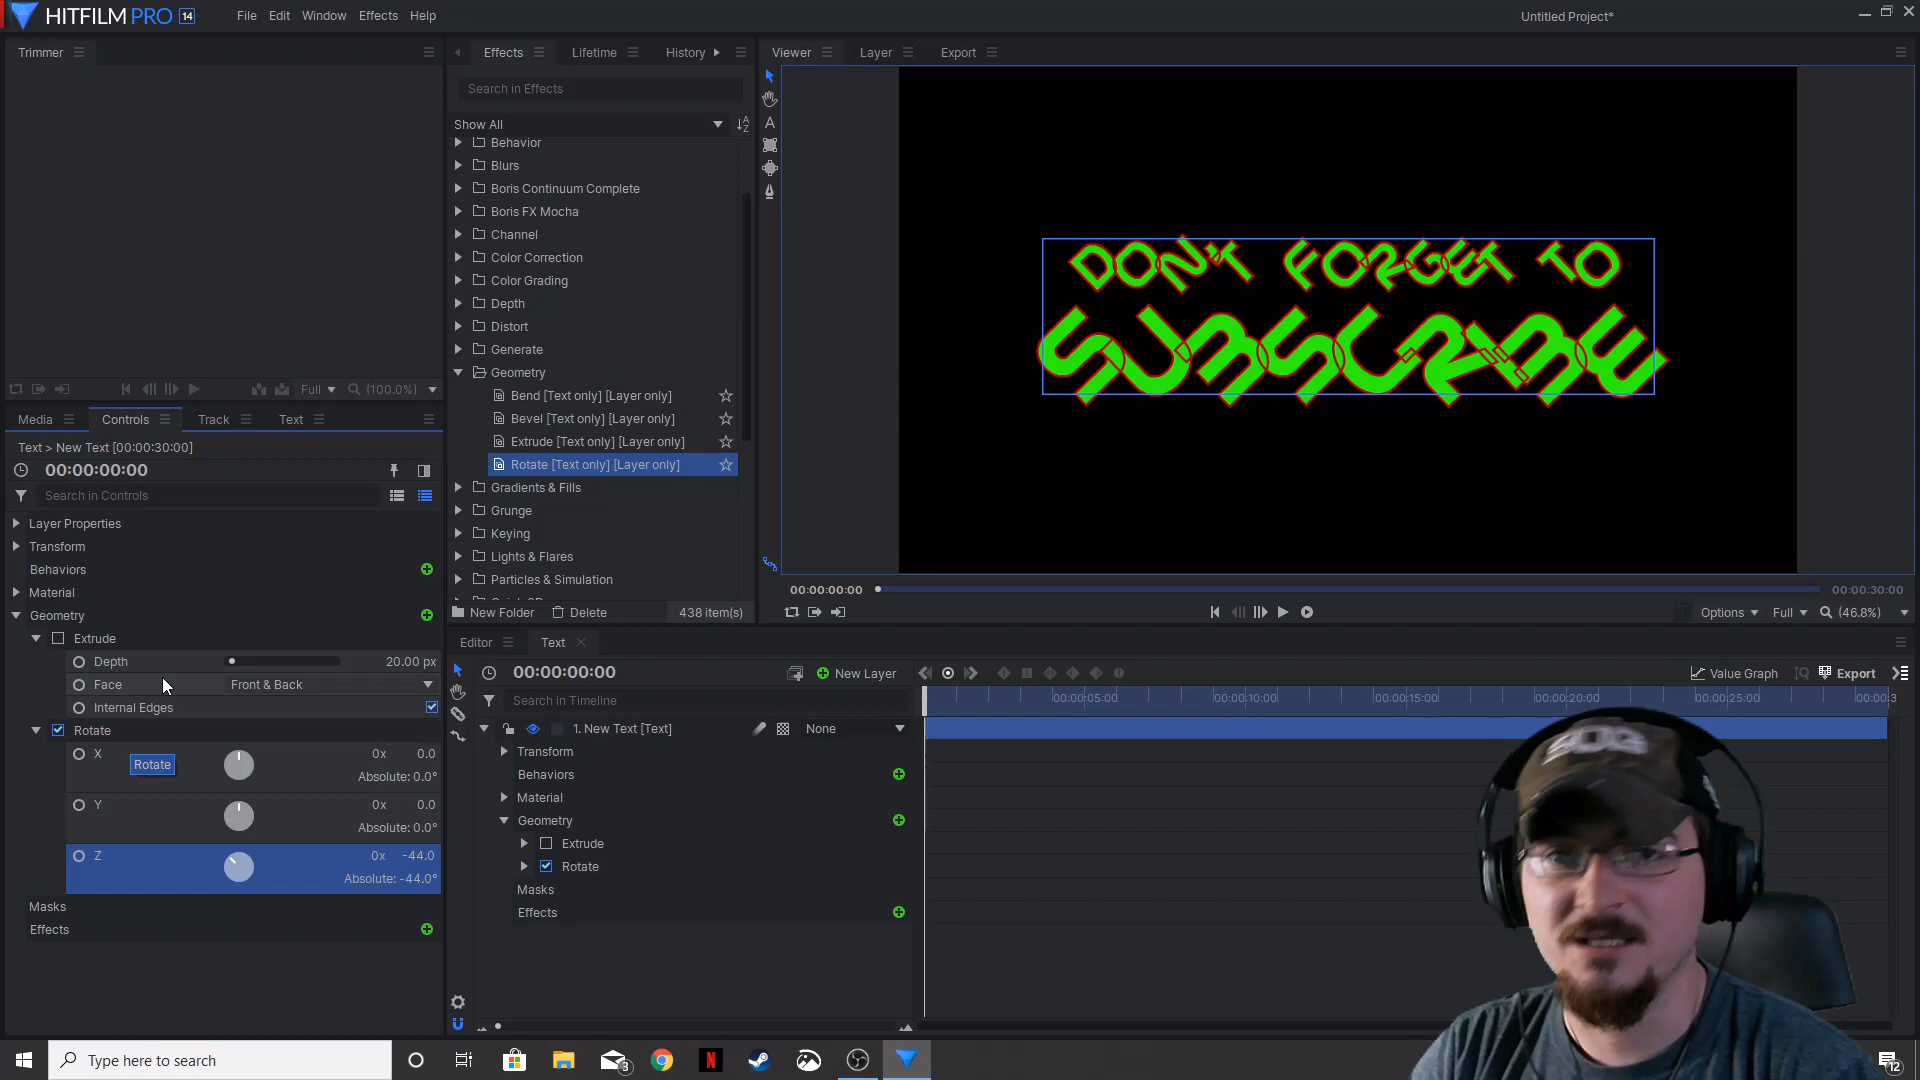 HITFILM PRO 14
File Edit Window Effects Help
Untitled Project*
Trimmer
Effects Lifetime History
Viewer Layer Export
Search in Effects
Show All
Behavior
Blurs
Boris Continuum Complete
Boris FX Mocha
Channel
Color Correction
Color Grading
Depth
Distort
Generate
Geometry
Bend [Text only] [Layer only]
Bevel [Text only] [Layer only]
Extrude [Text only] [Layer only]
Rotate [Text only] [Layer only]
Gradients & Fills
Grunge
Keying
Lights & Flares
Particles & Simulation
New Folder Delete 438 item(s)
DON'T FORGET TO
SUBSCRIBE
00:00:00:00 00:00:30:00
Options Full (46.8%)
Full (100.0%)
Media Controls Track Text
Text > New Text [00:00:30:00]
00:00:00:00
Search in Controls
Layer Properties
Transform
Behaviors
Material
Geometry
Extrude
Depth 20.00 px
Face Front & Back
Internal Edges
Rotate
X 0x 0.0
Rotate
Absolute: 0.0°
Y 0x 0.0
Absolute: 0.0°
Z 0x -44.0
Absolute: -44.0°
Masks
Effects
Editor Text
00:00:00:00 New Layer Value Graph Export
Search in Timeline
00:00:05:00 00:00:10:00 00:00:15:00 00:00:20:00 00:00:25:00 00:00:3
1. New Text [Text] None
Transform
Behaviors
Material
Geometry
Extrude
Rotate
Masks
Effects
Type here to search
3
12